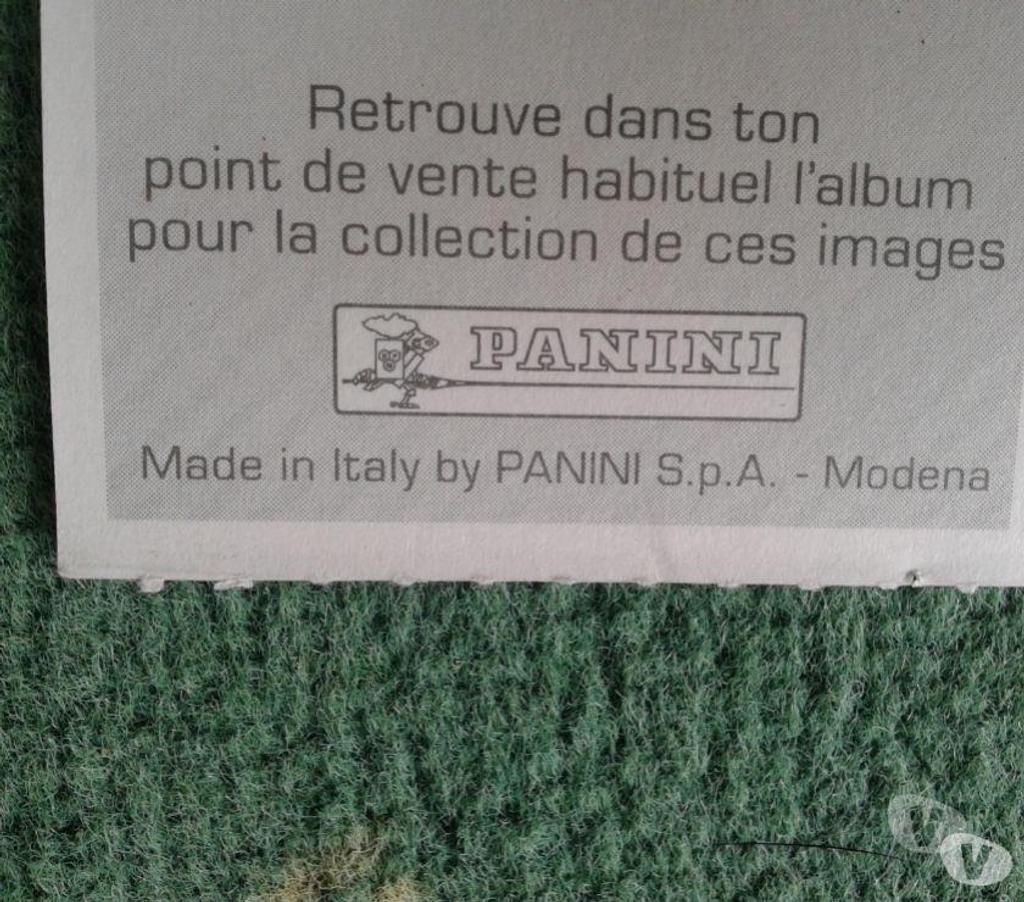 Retrouve dans ton
point de vente habituel l'album
pour la collection de ces images
PANINI
Made in Italy by PANINI S.p.A. - Modena
V